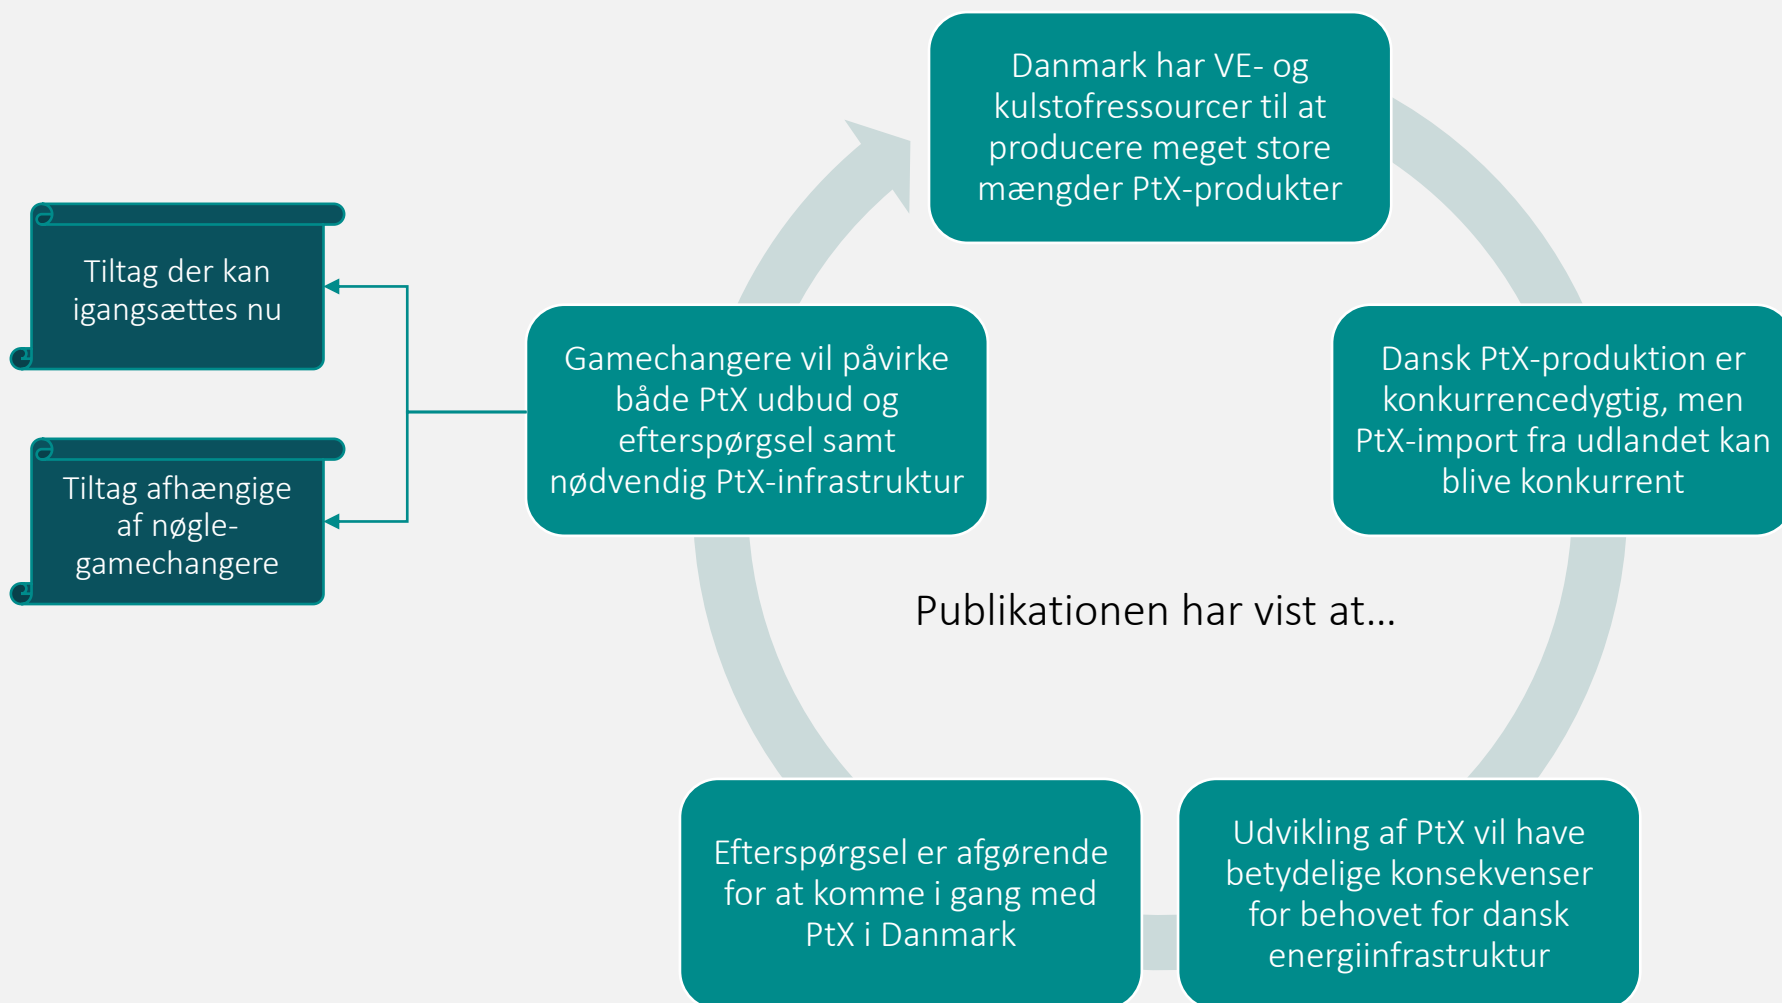 Danmark har VE- og
kulstofressourcer til at
producere meget store
mængder PtX-produkter
Dansk PtX-produktion er
konkurrencedygtig, men
PtX-import fra udlandet kan
blive konkurrent
Udvikling af PtX vil have
betydelige konsekvenser
for behovet for dansk
energiinfrastruktur
Efterspørgsel er afgørende
for at komme i gang med
PtX i Danmark
Gamechangere vil påvirke
både PtX udbud og
efterspørgsel samt
nødvendig PtX-infrastruktur
Tiltag der kan
igangsættes nu
Tiltag afhængige
af nøgle-
gamechangere
Publikationen har vist at…